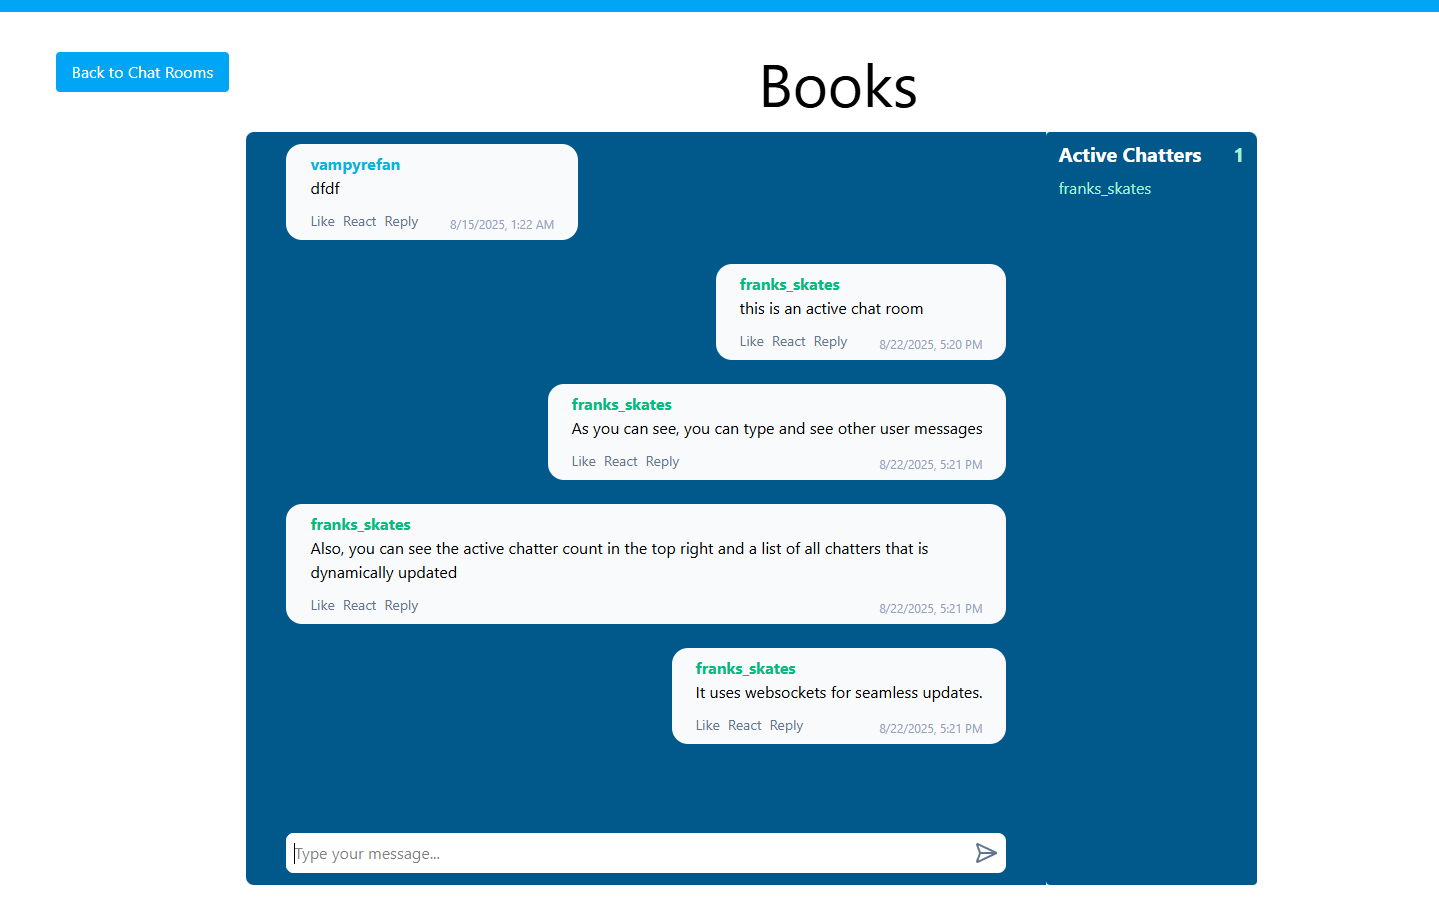 Back to Chat Rooms
Books
vampyrefan
dfdf
Like React Reply 8/15/2025, 1:22 AM
franks_skates
this is an active chat room
Like React Reply 8/22/2025, 5:20 PM
franks_skates
As you can see, you can type and see other user messages
Like React Reply 8/22/2025, 5:21 PM
franks_skates
Also, you can see the active chatter count in the top right and a list of all chatters that is
dynamically updated
Like React Reply 8/22/2025, 5:21 PM
franks_skates
It uses websockets for seamless updates.
Like React Reply 8/22/2025, 5:21 PM
Type your message...
Active Chatters 1
franks_skates